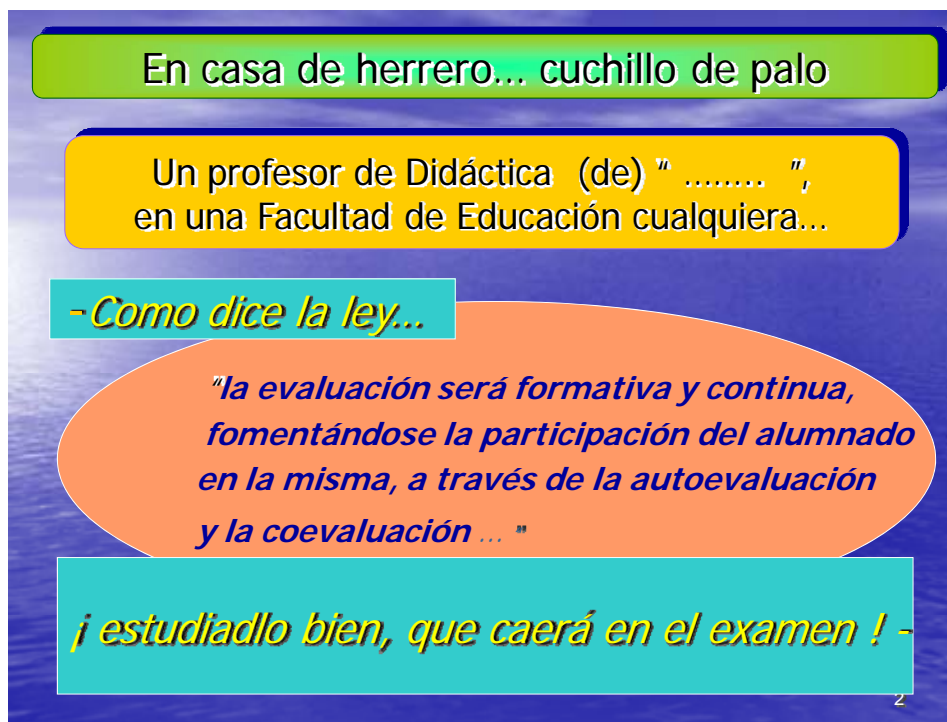 En casa de herrero... cuchillo de palo
Un profesor de Didáctica (de) " ........ ",
en una Facultad de Educación cualquiera...
-Como dice la ley...
"la evaluación será formativa y continua,
fomentándose la participación del alumnado
en la misma, a través de la autoevaluación
y la coevaluación ... "
¡ estudiadlo bien, que caerá en el examen ! -
2